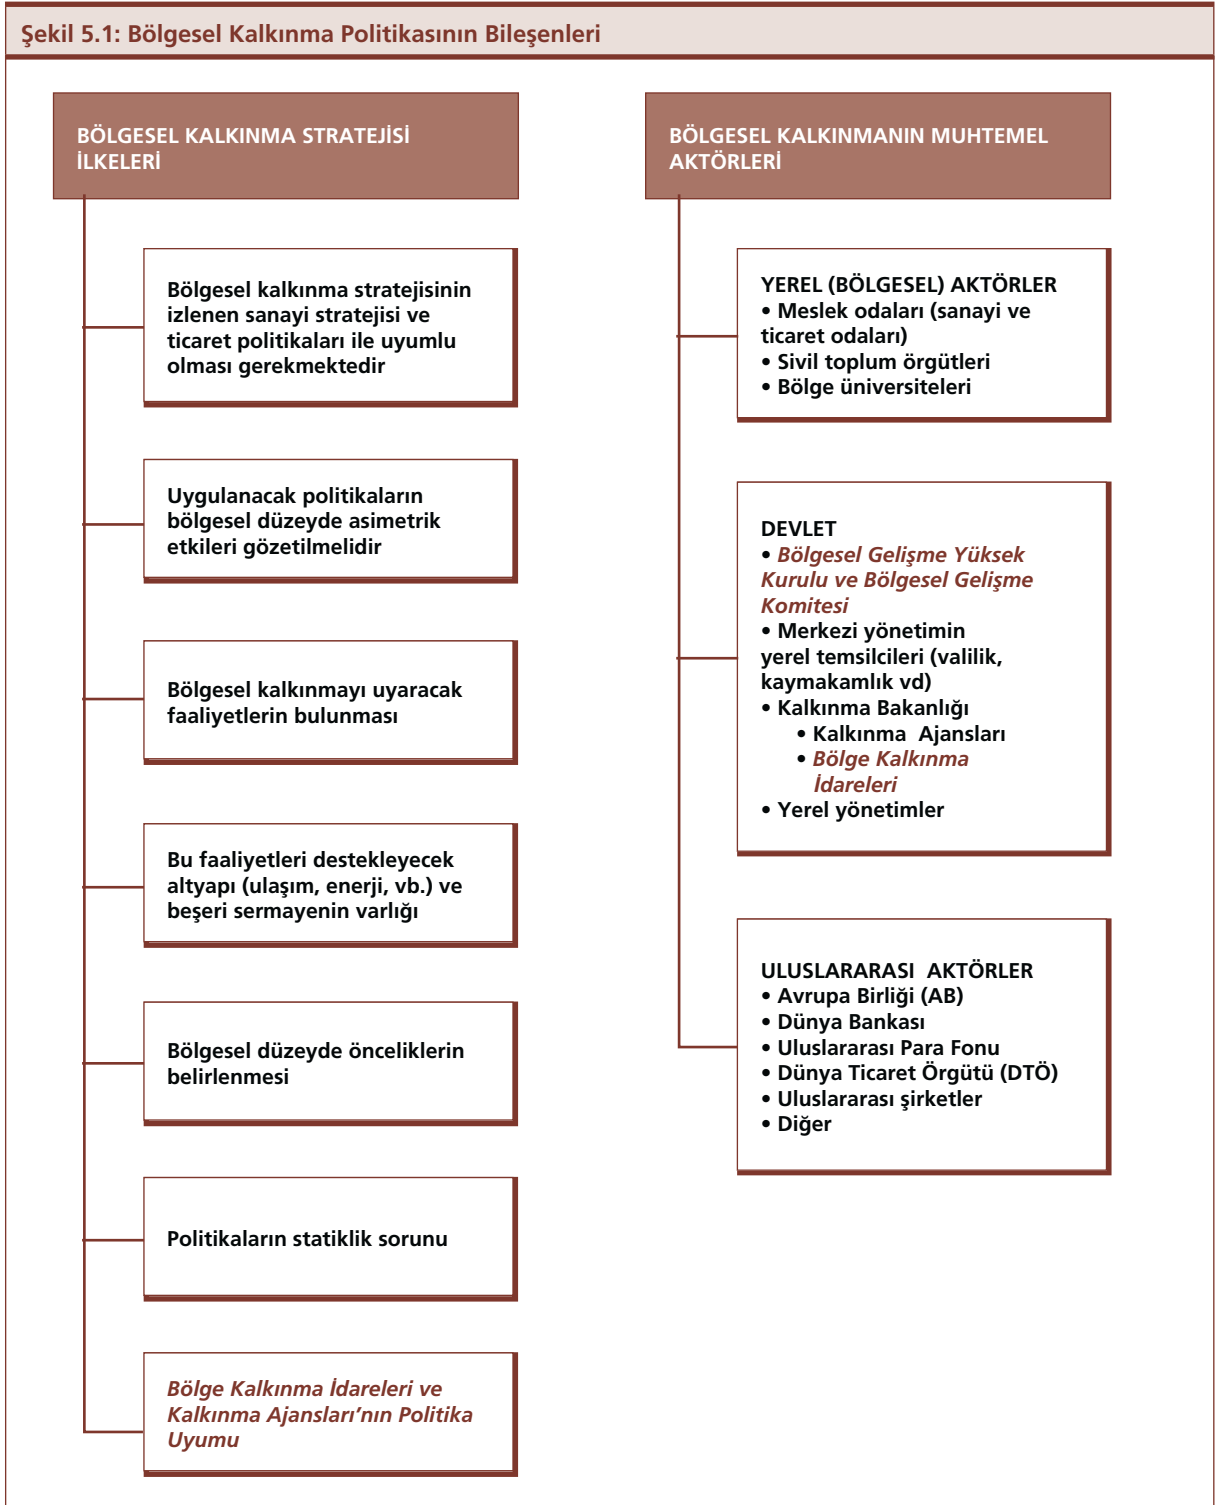 Şekil 5.1: Bölgesel Kalkınma Politikasının Bileşenleri
BÖLGESEL KALKINMA STRATEJİSİ
İLKELERİ
Bölgesel kalkınma stratejisinin
izlenen sanayi stratejisi ve
ticaret politikaları ile uyumlu
olması gerekmektedir
Uygulanacak politikaların
bölgesel düzeyde asimetrik
etkileri gözetilmelidir
Bölgesel kalkınmayı uyaracak
faaliyetlerin bulunması
Bu faaliyetleri destekleyecek
altyapı (ulaşım, enerji, vb.) ve
beşeri sermayenin varlığı
Bölgesel düzeyde önceliklerin
belirlenmesi
Politikaların statiklik sorunu
Bölge Kalkınma İdareleri ve
Kalkınma Ajansları’nın Politika
Uyumu
BÖLGESEL KALKINMANIN MUHTEMEL
AKTÖRLERİ
YEREL (BÖLGESEL) AKTÖRLER
• Meslek odaları (sanayi ve
ticaret odaları)
• Sivil toplum örgütleri
• Bölge üniversiteleri
DEVLET
• Bölgesel Gelişme Yüksek
Kurulu ve Bölgesel Gelişme
Komitesi
• Merkezi yönetimin
yerel temsilcileri (valilik,
kaymakamlık vd)
• Kalkınma Bakanlığı
• Kalkınma Ajansları
• Bölge Kalkınma
İdareleri
• Yerel yönetimler
ULUSLARARASI AKTÖRLER
• Avrupa Birliği (AB)
• Dünya Bankası
• Uluslararası Para Fonu
• Dünya Ticaret Örgütü (DTÖ)
• Uluslararası şirketler
• Diğer